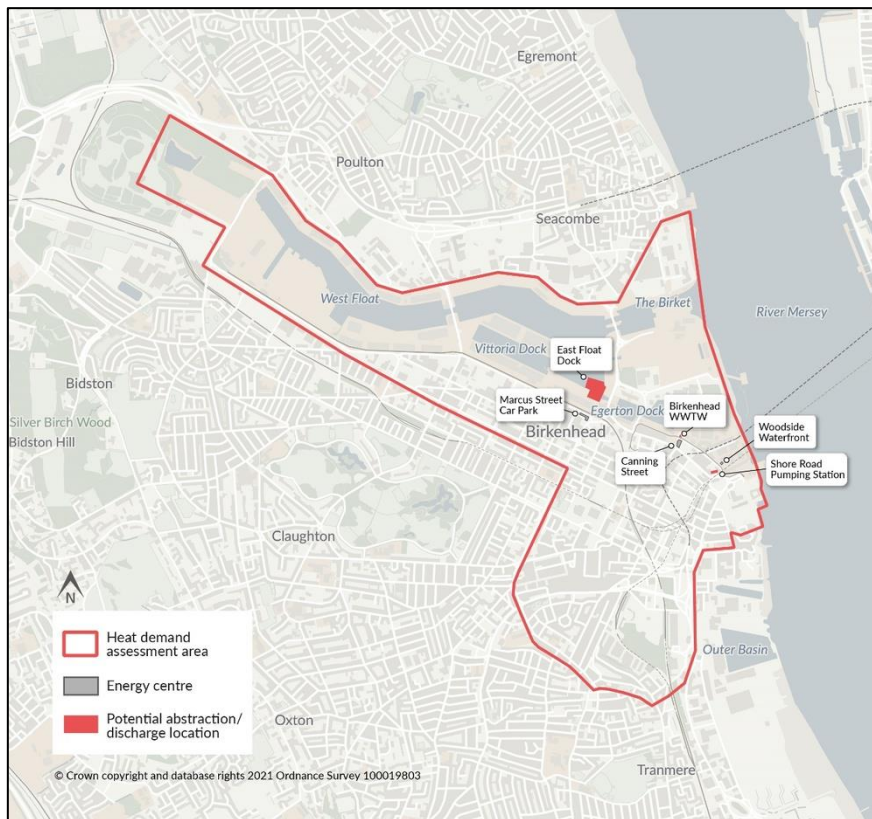 Egremont
Poulton
Seacombe
West Float
The Birket
River Mersey
Vittoria Dock
East Float
Dock
Bidston
Marcus Street
Car Park
Egerton Dock
Birkenhead
WWTW
Silver Birch Wood
Bidston Hill
Birkenhead
Woodside
Waterfront
Canning
Street
Shore Road
Pumping Station
Claughton
N
Heat demand
assessment area
Outer Basin
Energy centre
Potential abstraction/
discharge location
Oxton
© Crown copyright and database rights 2021 Ordnance Survey 100019803
Tranmere